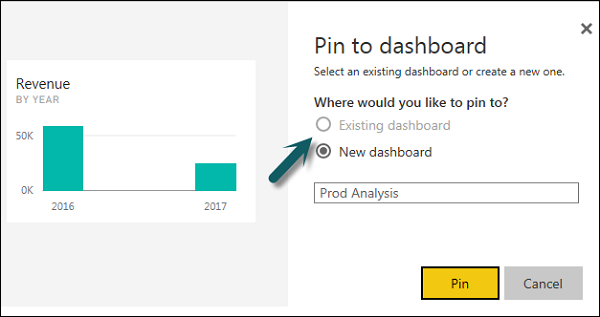 Revenue
BY YEAR
50K
0K
2016 2017
Pin to dashboard
Select an existing dashboard or create a new one.
Where would you like to pin to?
Existing dashboard
New dashboard
Prod Analysis
Pin Cancel